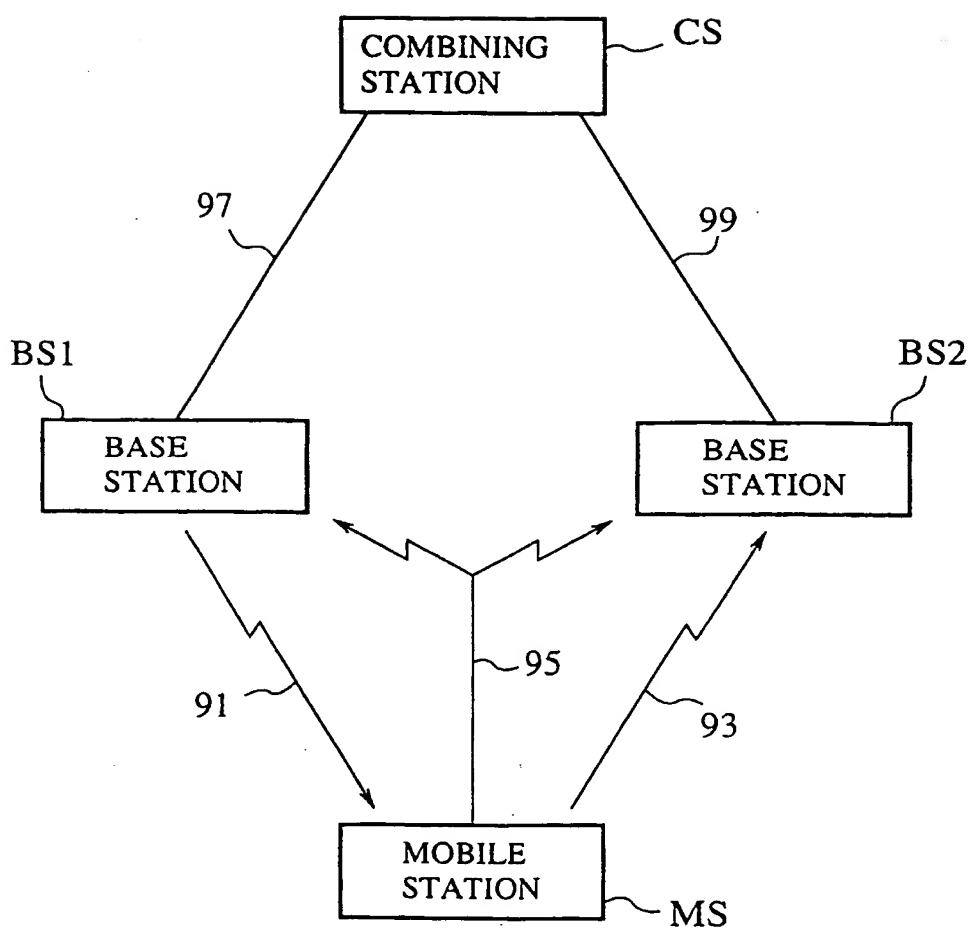 COMBINING
STATION
CS
97
99
BS1
BS2
BASE
STATION
BASE
STATION
95
91
93
MOBILE
STATION
MS